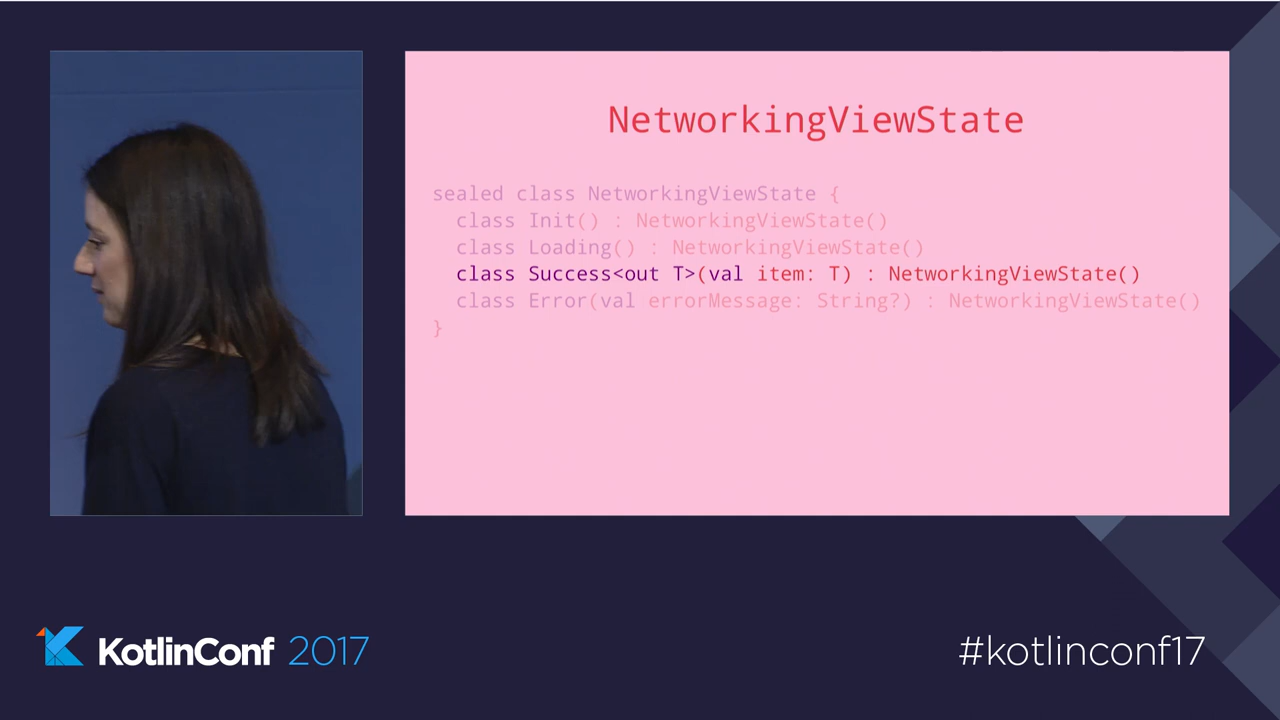 NetworkingViewState
sealed class NetworkingViewState {
class Init() : NetworkingViewState()
class Loading() : NetworkingViewState()
class Success<out T>(val item: T) : NetworkingViewState()
class Error(val errorMessage: String?) : NetworkingViewState()
}
KotlinConf 2017
#kotlinconf17